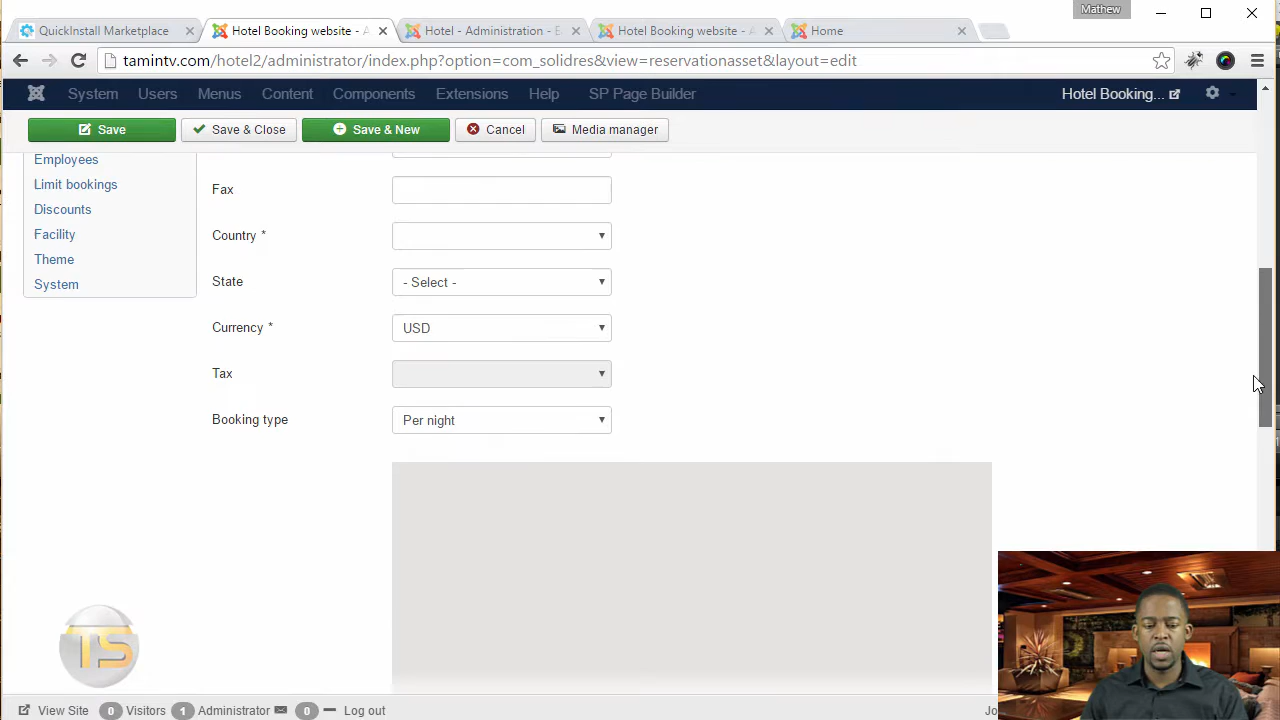 Mathew
QuickInstall Marketplace
Hotel Booking website - A
Hotel - Administration - E
Hotel Booking website - A
Home
tamintv.com/hotel2/administrator/index.php?option=com_solidres&view=reservationasset&layout=edit
System Users Menus Content Components Extensions Help SP Page Builder
Hotel Booking...
Save
Save & Close
Save & New
Cancel
Media manager
Employees
Limit bookings
Discounts
Facility
Theme
System
Fax
Country *
State
- Select -
Currency *
USD
Tax
Booking type
Per night
TS
View Site 0 Visitors 1 Administrator 0 Log out
Jo